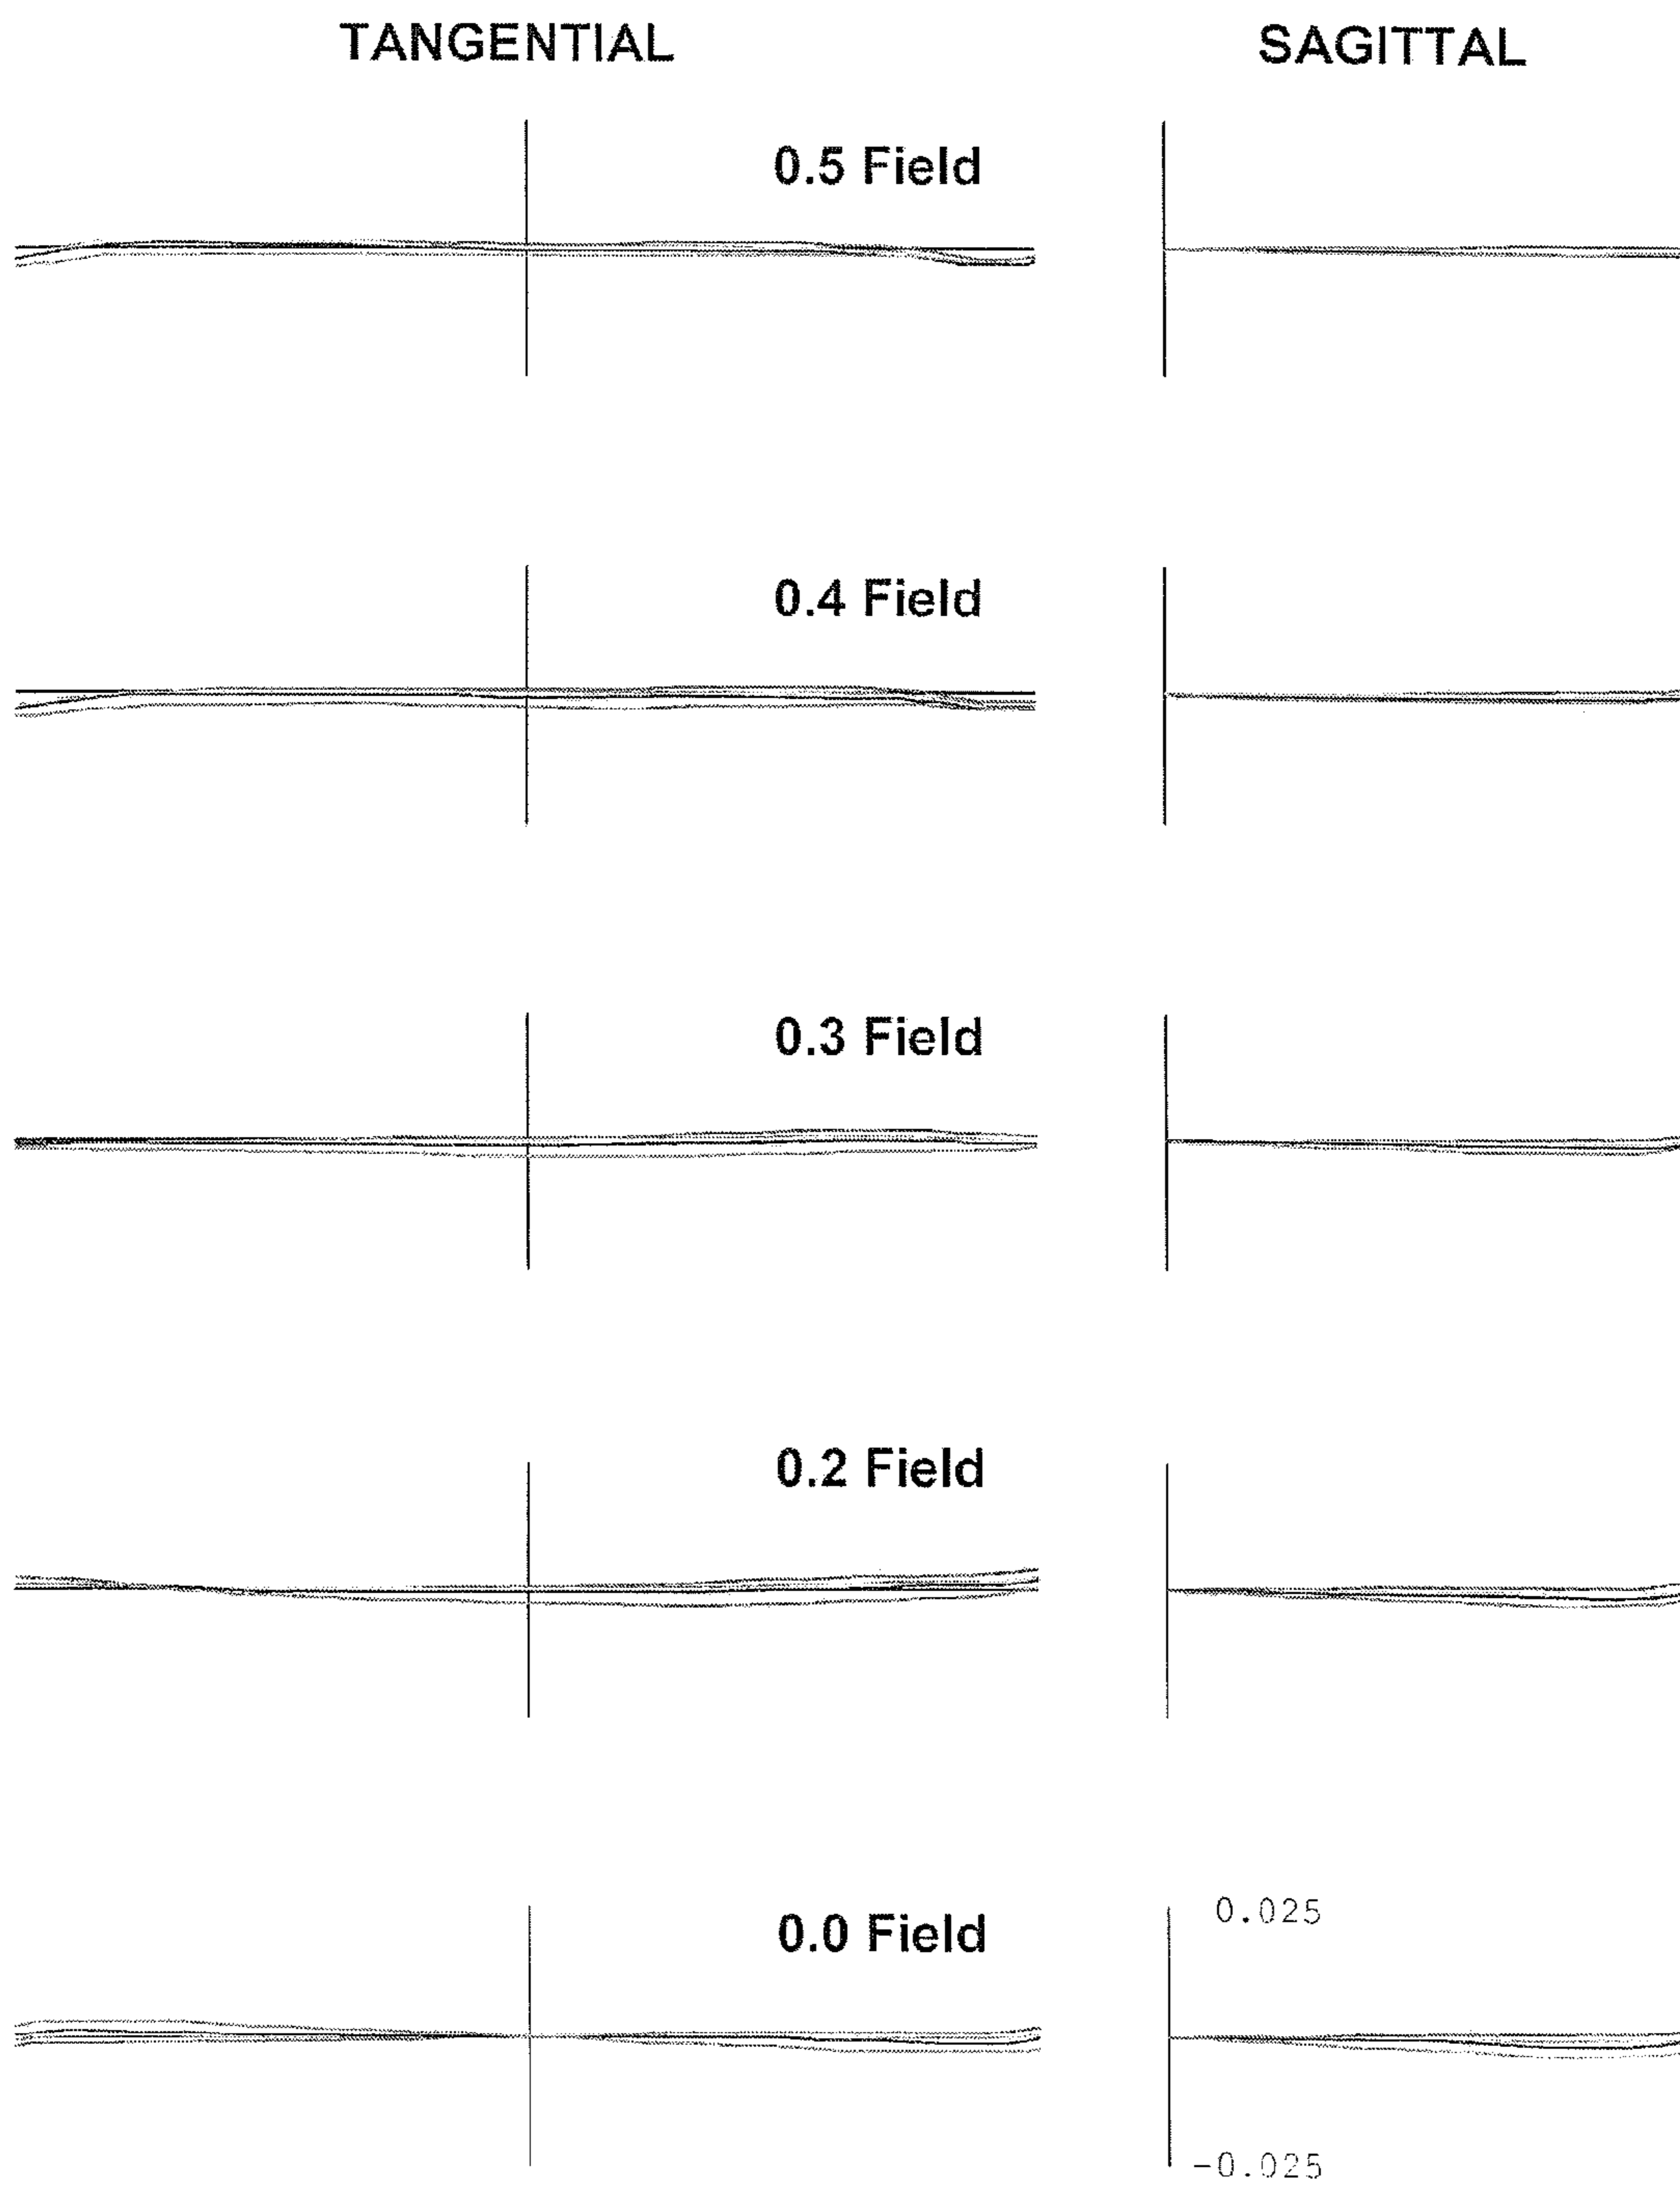 TANGENTIAL SAGITTAL
0.5 Field
0.4 Field
0.3 Field
0.2 Field
0.0 Field
0.025
-0.025